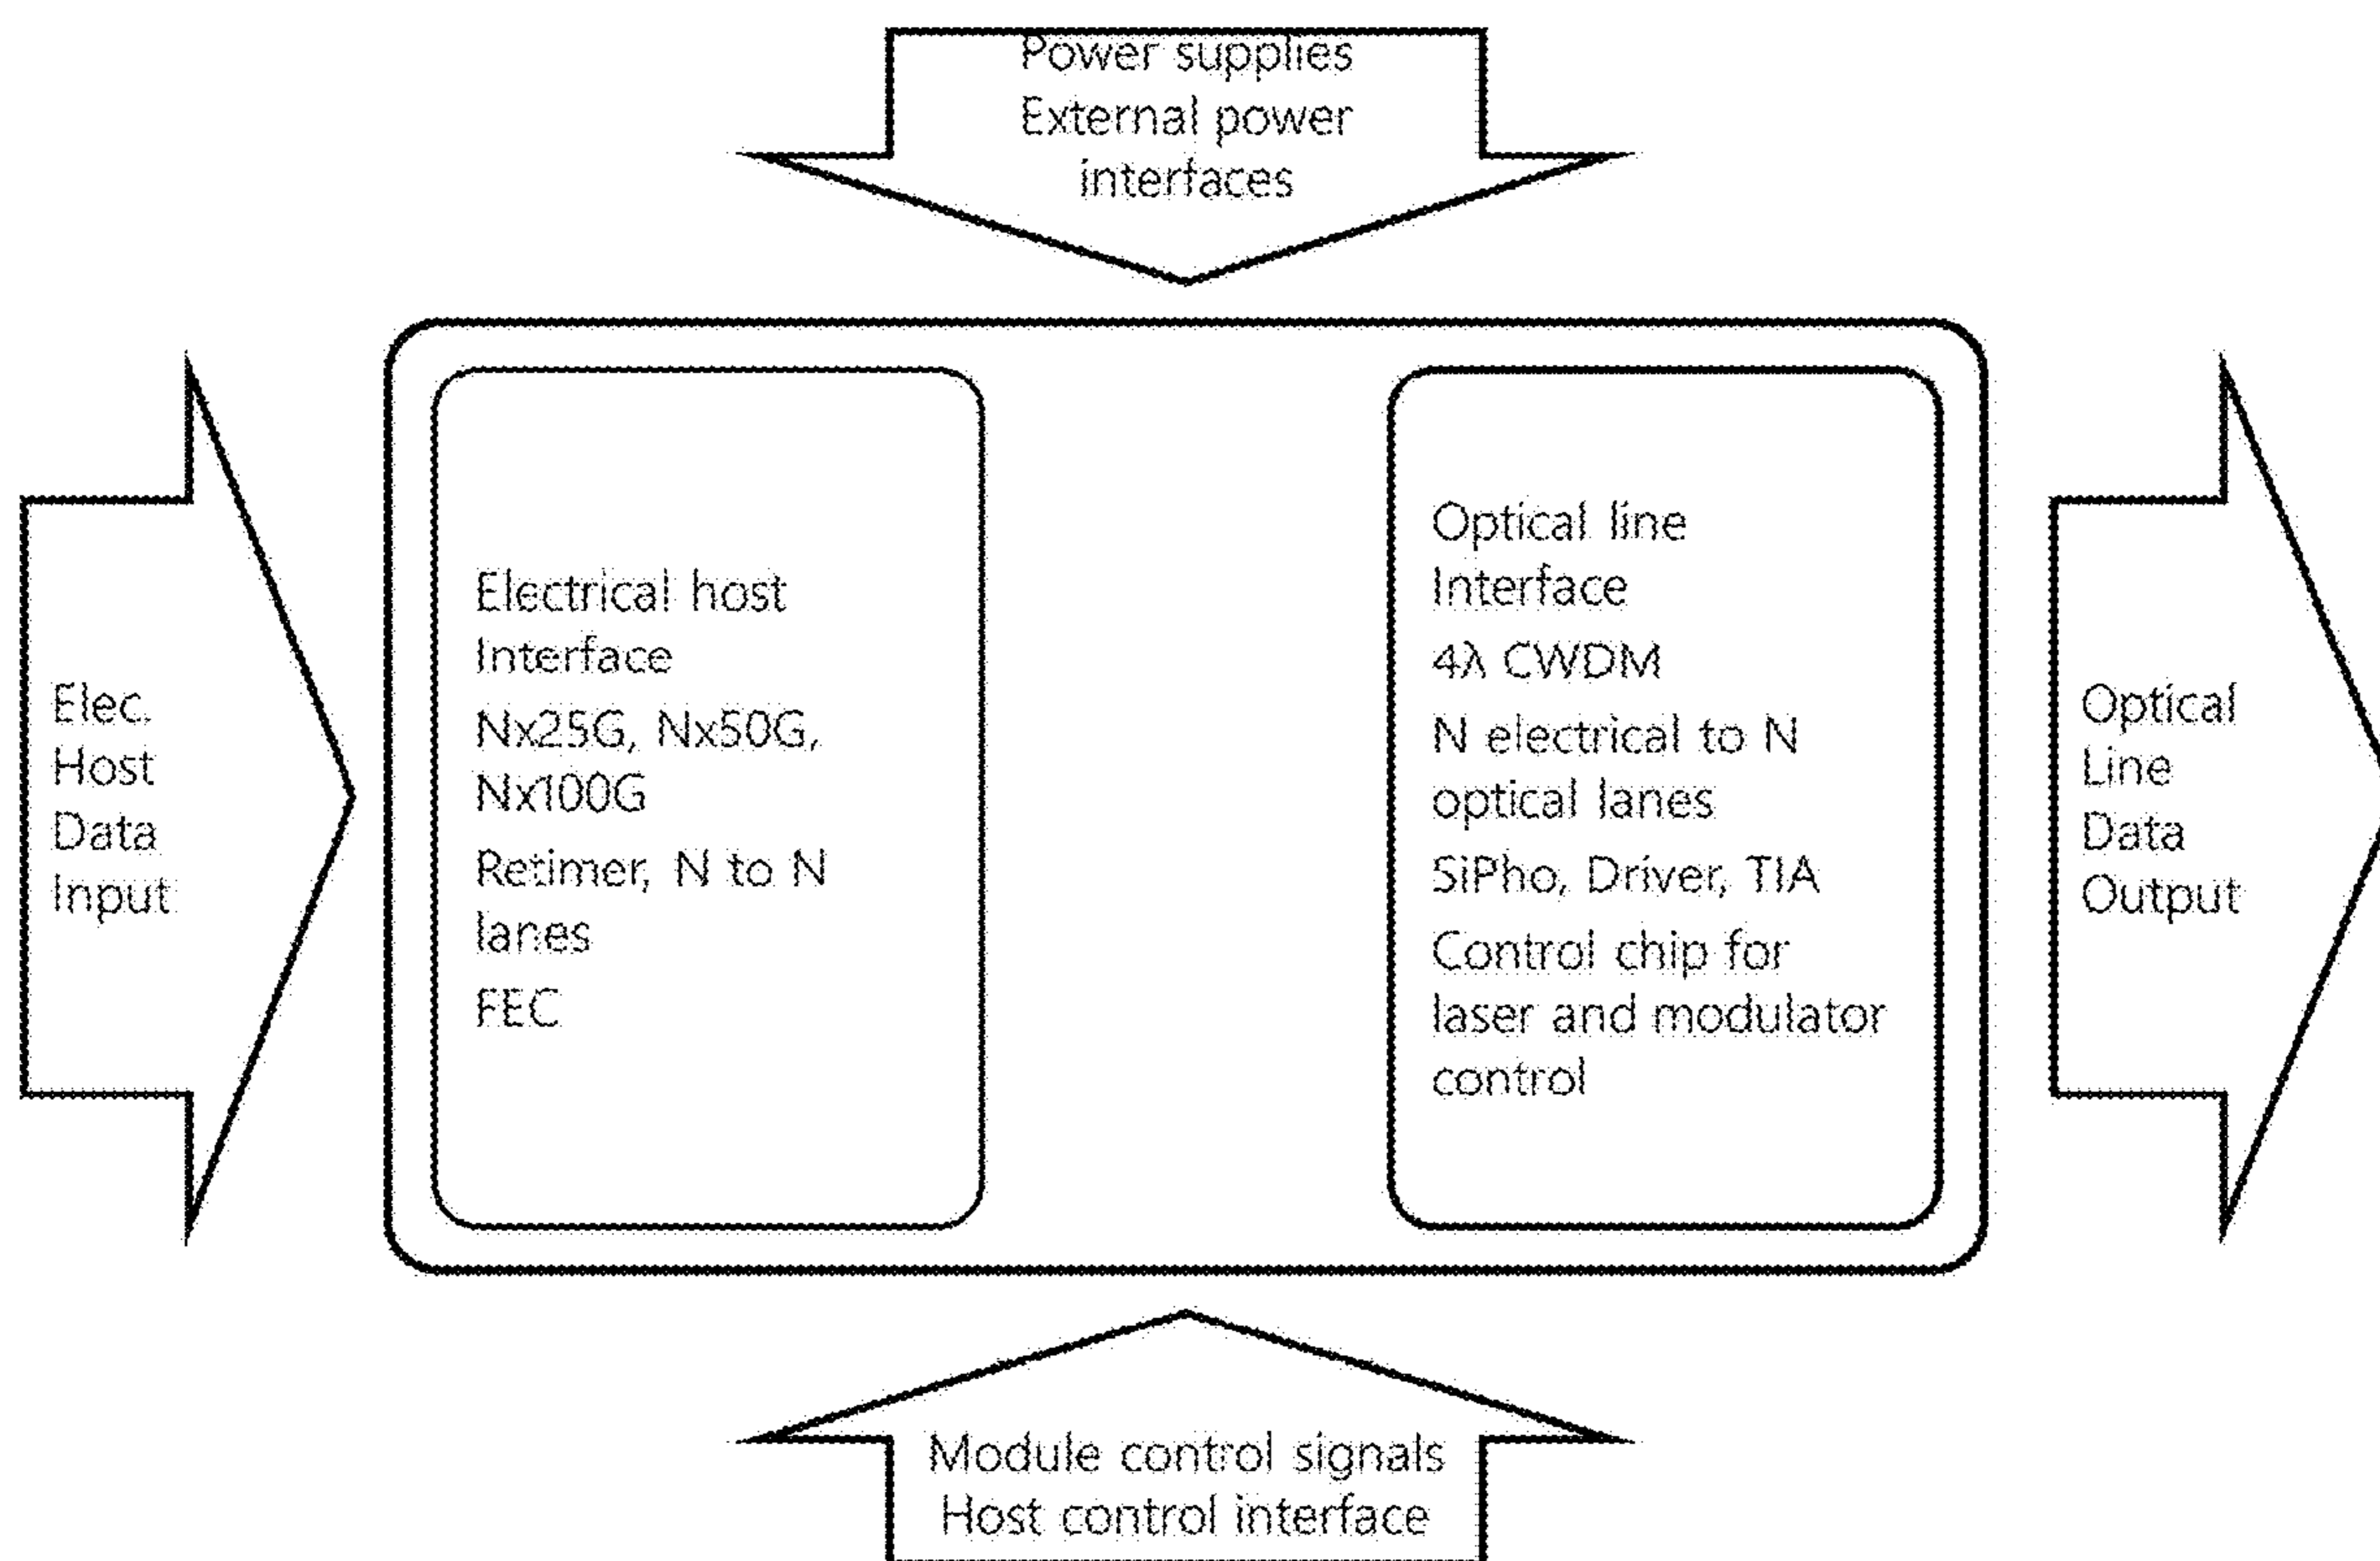 Power supplies
External power
interfaces
Elec.
Host
Data
Input
Electrical host
Interface
Nx25G, Nx50G,
Nx100G
Retimer, N to N
lanes
FEC
Optical line
Interface
4λ CWDM
N electrical to N
optical lanes
SiPho, Driver, TIA
Control chip for
laser and modulator
control
Optical
Line
Data
Output
Module control signals
Host control interface